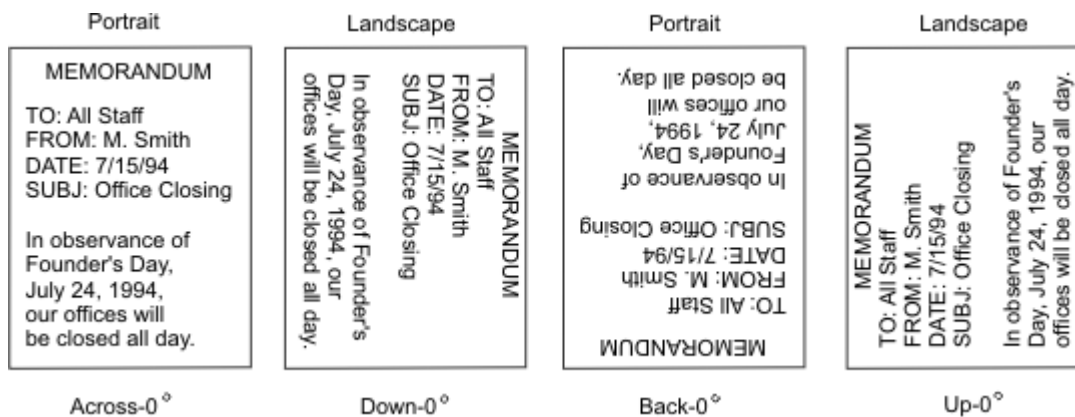 Portrait
MEMORANDUM
TO: All Staff
FROM: M. Smith
DATE: 7/15/94
SUBJ: Office Closing
In observance of
Founder's Day,
July 24, 1994,
our offices will
be closed all day.
Across-0°
Landscape
MEMORANDUM
TO: All Staff
FROM: M. Smith
DATE: 7/15/94
SUBJ: Office Closing
In observance of Founder's
Day, July 24, 1994, our
offices will be closed all day.
Down-0°
Portrait
MEMORANDUM
TO: All Staff
FROM: M. Smith
DATE: 7/15/94
SUBJ: Office Closing
In observance of
Founder's Day,
July 24, 1994,
our offices will
be closed all day.
Back-0°
Landscape
MEMORANDUM
TO: All Staff
FROM: M. Smith
DATE: 7/15/94
SUBJ: Office Closing
In observance of Founder's
Day, July 24, 1994, our
offices will be closed all day.
Up-0°